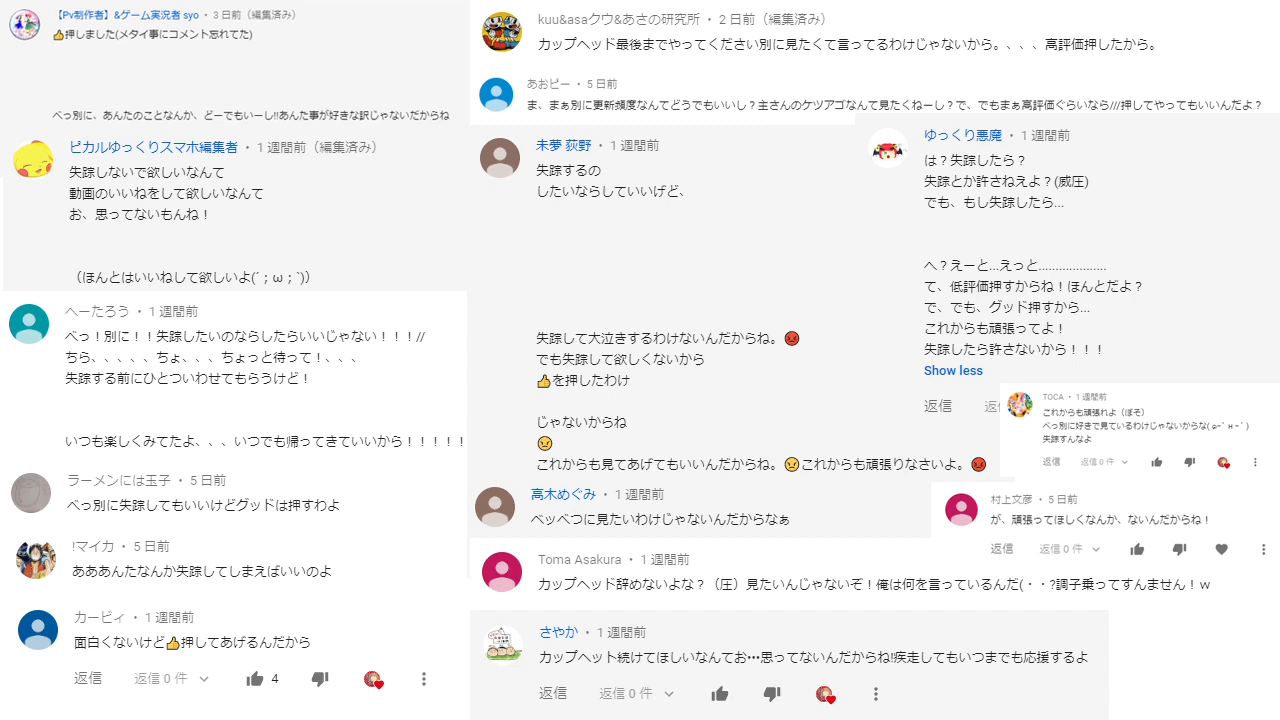 【Pv制作者】&ゲーム実況者 syo ・ 3 日前（編集済み）
👍押しました(メタイ事にコメント忘れてた)
べっ別に、あんたのことなんか、どーでもいーし!!あんた事が好きな訳じゃないだからね
ピカルゆっくりスマホ編集者 ・ 1 週間前（編集済み）
失踪しないで欲しいなんて
動画のいいねをして欲しいなんて
お、思ってないもんね！
（ほんとはいいねして欲しいよ(´；ω；`)）
へーたろう ・ 1 週間前
べっ！別に！！失踪したいのならしたらいいじゃない！！！//
ちら、、、、、ちょ、、、ちょっと待って！、、、
失踪する前にひとついわせてもらうけど！
いつも楽しくみてたよ、、、いつでも帰ってきていいから！！！！！
ラーメンには玉子 ・ 5 日前
べっ別に失踪してもいいけどグッドは押すわよ
!マイカ ・ 5 日前
あああんたなんか失踪してしまえばいいのよ
カービィ ・ 1 週間前
面白くないけど👍押してあげるんだから
返信 返信 0 件 4
kuu&asaクウ&あさの研究所 ・ 2 日前（編集済み）
カップヘッド最後までやってください別に見たくて言ってるわけじゃないから。、、、高評価押したから。
あおピー ・ 5 日前
ま、まぁ別に更新頻度なんてどうでもいいし？主さんのケツアゴなんて見たくねーし？で、でもまぁ高評価ぐらいなら///押してやってもいいんだよ？
未夢 荻野 ・ 1 週間前
失踪するの
したいならしていいげど、
失踪して大泣きするわけないんだからね。😡
でも失踪して欲しくないから
👍を押したわけ
じゃないからね
😠
これからも見てあげてもいいんだからね。😠これからも頑張りなさいよ。😡
高木めぐみ ・ 1 週間前
ベッべつに見たいわけじゃないんだからなぁ
Toma Asakura ・ 1 週間前
カップヘッド辞めないよな？（圧）見たいんじゃないぞ！俺は何を言っているんだ(・・?調子乗ってすんません！ｗ
さやか ・ 1 週間前
カップヘット続けてほしいなんてお•••思ってないんだからね!疾走してもいつまでも応援するよ
返信 返信 0 件
ゆっくり悪魔 ・ 1 週間前
は？失踪したら？
失踪とか許さねえよ？(威圧)
でも、もし失踪したら...
へ？えーと...えっと...................
て、低評価押すからね！ほんとだよ？
で、でも、グッド押すから...
これからも頑張ってよ！
失踪したら許さないから！！！
Show less
返信 返信
TOCA ・ 1 週間前
これからも頑張れよ（ぼそ）
べっ別に好きで見ているわけじゃないからな( ๑ｰ̀ н ｰ́ )
失踪すんなよ
返信 返信 0 件
村上文彦 ・ 5 日前
が、頑張ってほしくなんか、ないんだからね！
返信 返信 0 件